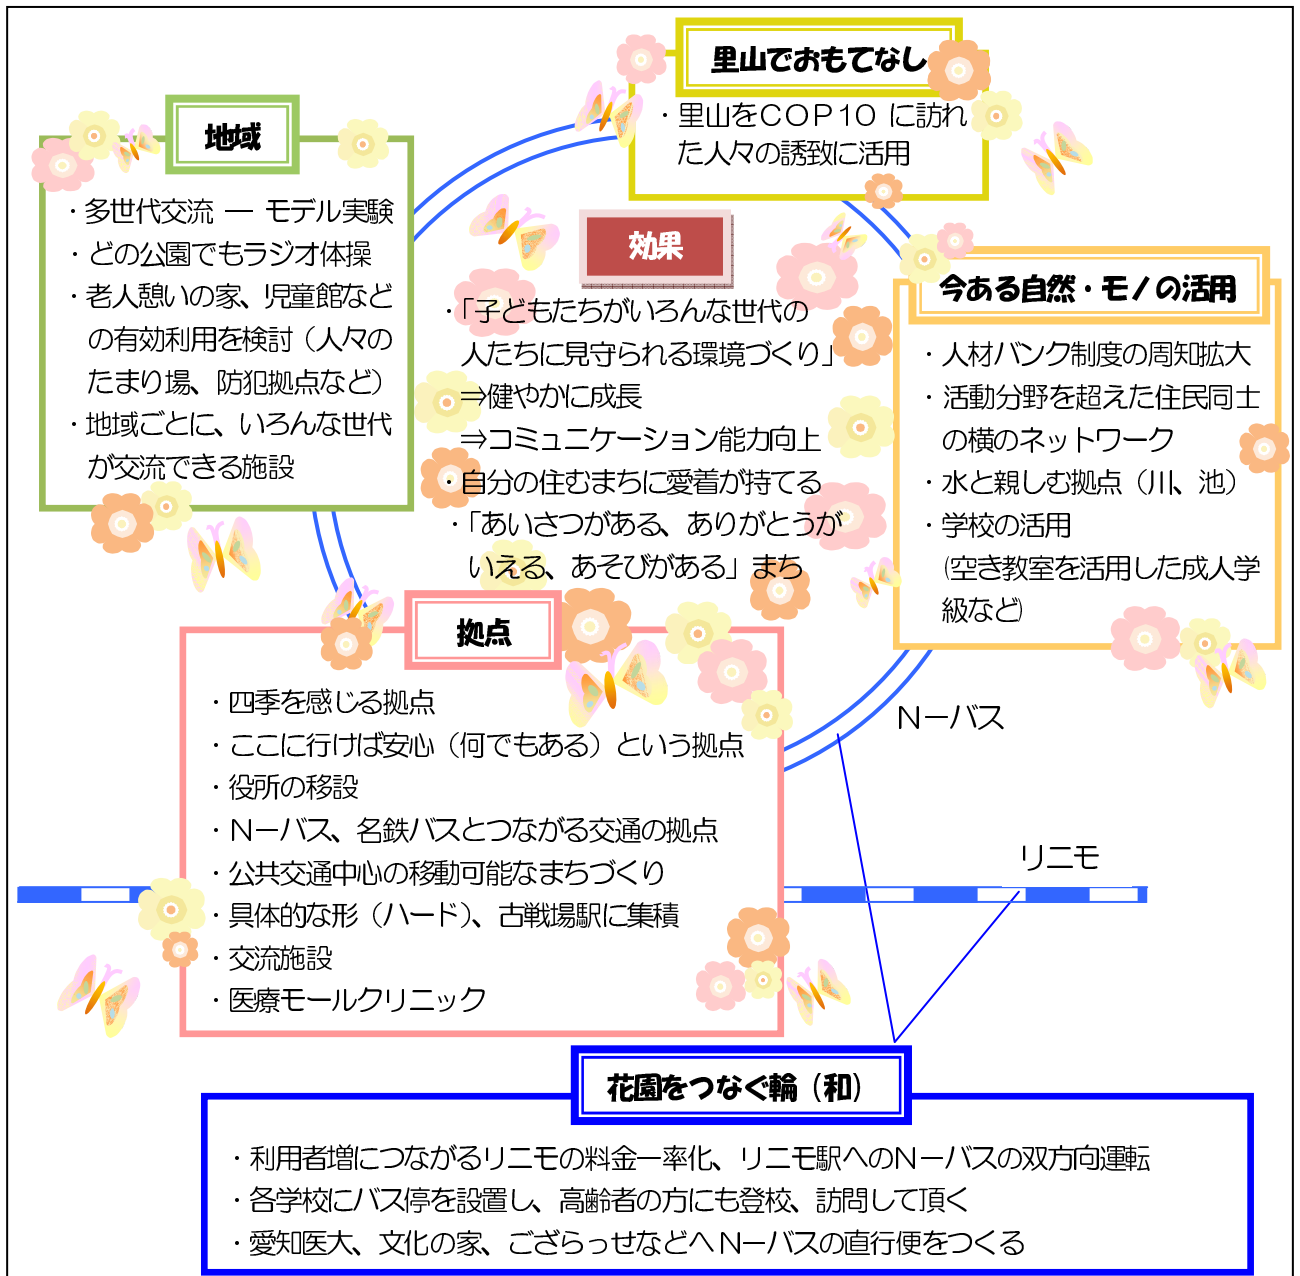 里山でおもてなし
・里山をCOP10 に訪れ
た人々の誘致に活用
地域
・多世代交流 ― モデル実験
・どの公園でもラジオ体操
・老人憩いの家、児童館など
の有効利用を検討（人々の
たまり場、防犯拠点など）
・地域ごとに、いろんな世代
が交流できる施設
効果
・「子どもたちがいろんな世代の
人たちに見守られる環境づくり」
⇒健やかに成長
⇒コミュニケーション能力向上
・自分の住むまちに愛着が持てる
・「あいさつがある、ありがとうが
いえる、あそびがある」まち
今ある自然・モノの活用
・人材バンク制度の周知拡大
・活動分野を超えた住民同士
の横のネットワーク
・水と親しむ拠点（川、池）
・学校の活用
(空き教室を活用した成人学
級など)
拠点
・四季を感じる拠点
・ここに行けば安心（何でもある）という拠点
・役所の移設
・N－バス、名鉄バスとつながる交通の拠点
・公共交通中心の移動可能なまちづくり
・具体的な形（ハード）、古戦場駅に集積
・交流施設
・医療モールクリニック
N－バス
リニモ
花園をつなぐ輪（和）
・利用者増につながるリニモの料金一率化、リニモ駅へのN－バスの双方向運転
・各学校にバス停を設置し、高齢者の方にも登校、訪問して頂く
・愛知医大、文化の家、ござらっせなどへN－バスの直行便をつくる